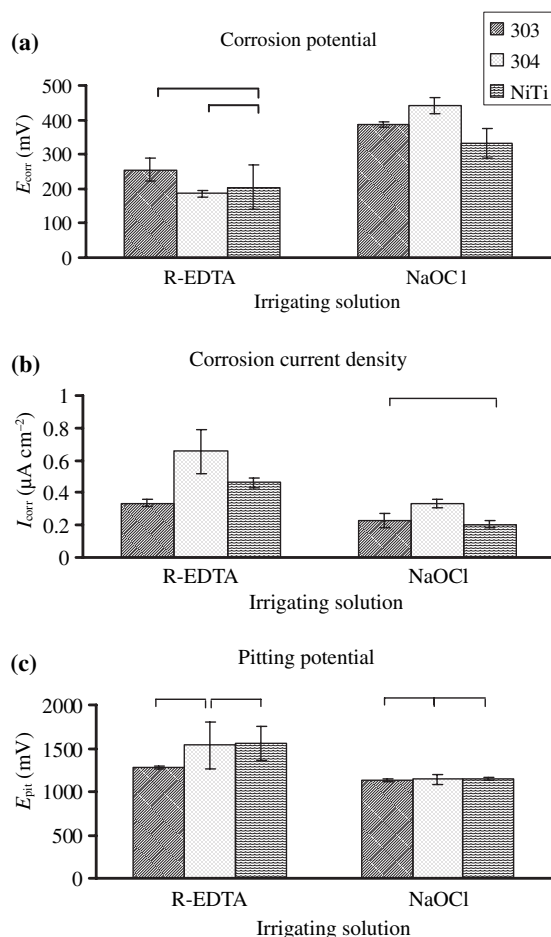 (a)
Corrosion potential
303
304
NiTi
500
400
300
200
100
0
E_corr (mV)
R-EDTA
NaOC1
Irrigating solution
(b)
Corrosion current density
1
0.8
0.6
0.4
0.2
0
I_corr (µA cm⁻²)
R-EDTA
NaOCl
Irrigating solution
(c)
Pitting potential
2000
1500
1000
500
0
E_pit (mV)
R-EDTA
NaOCl
Irrigating solution